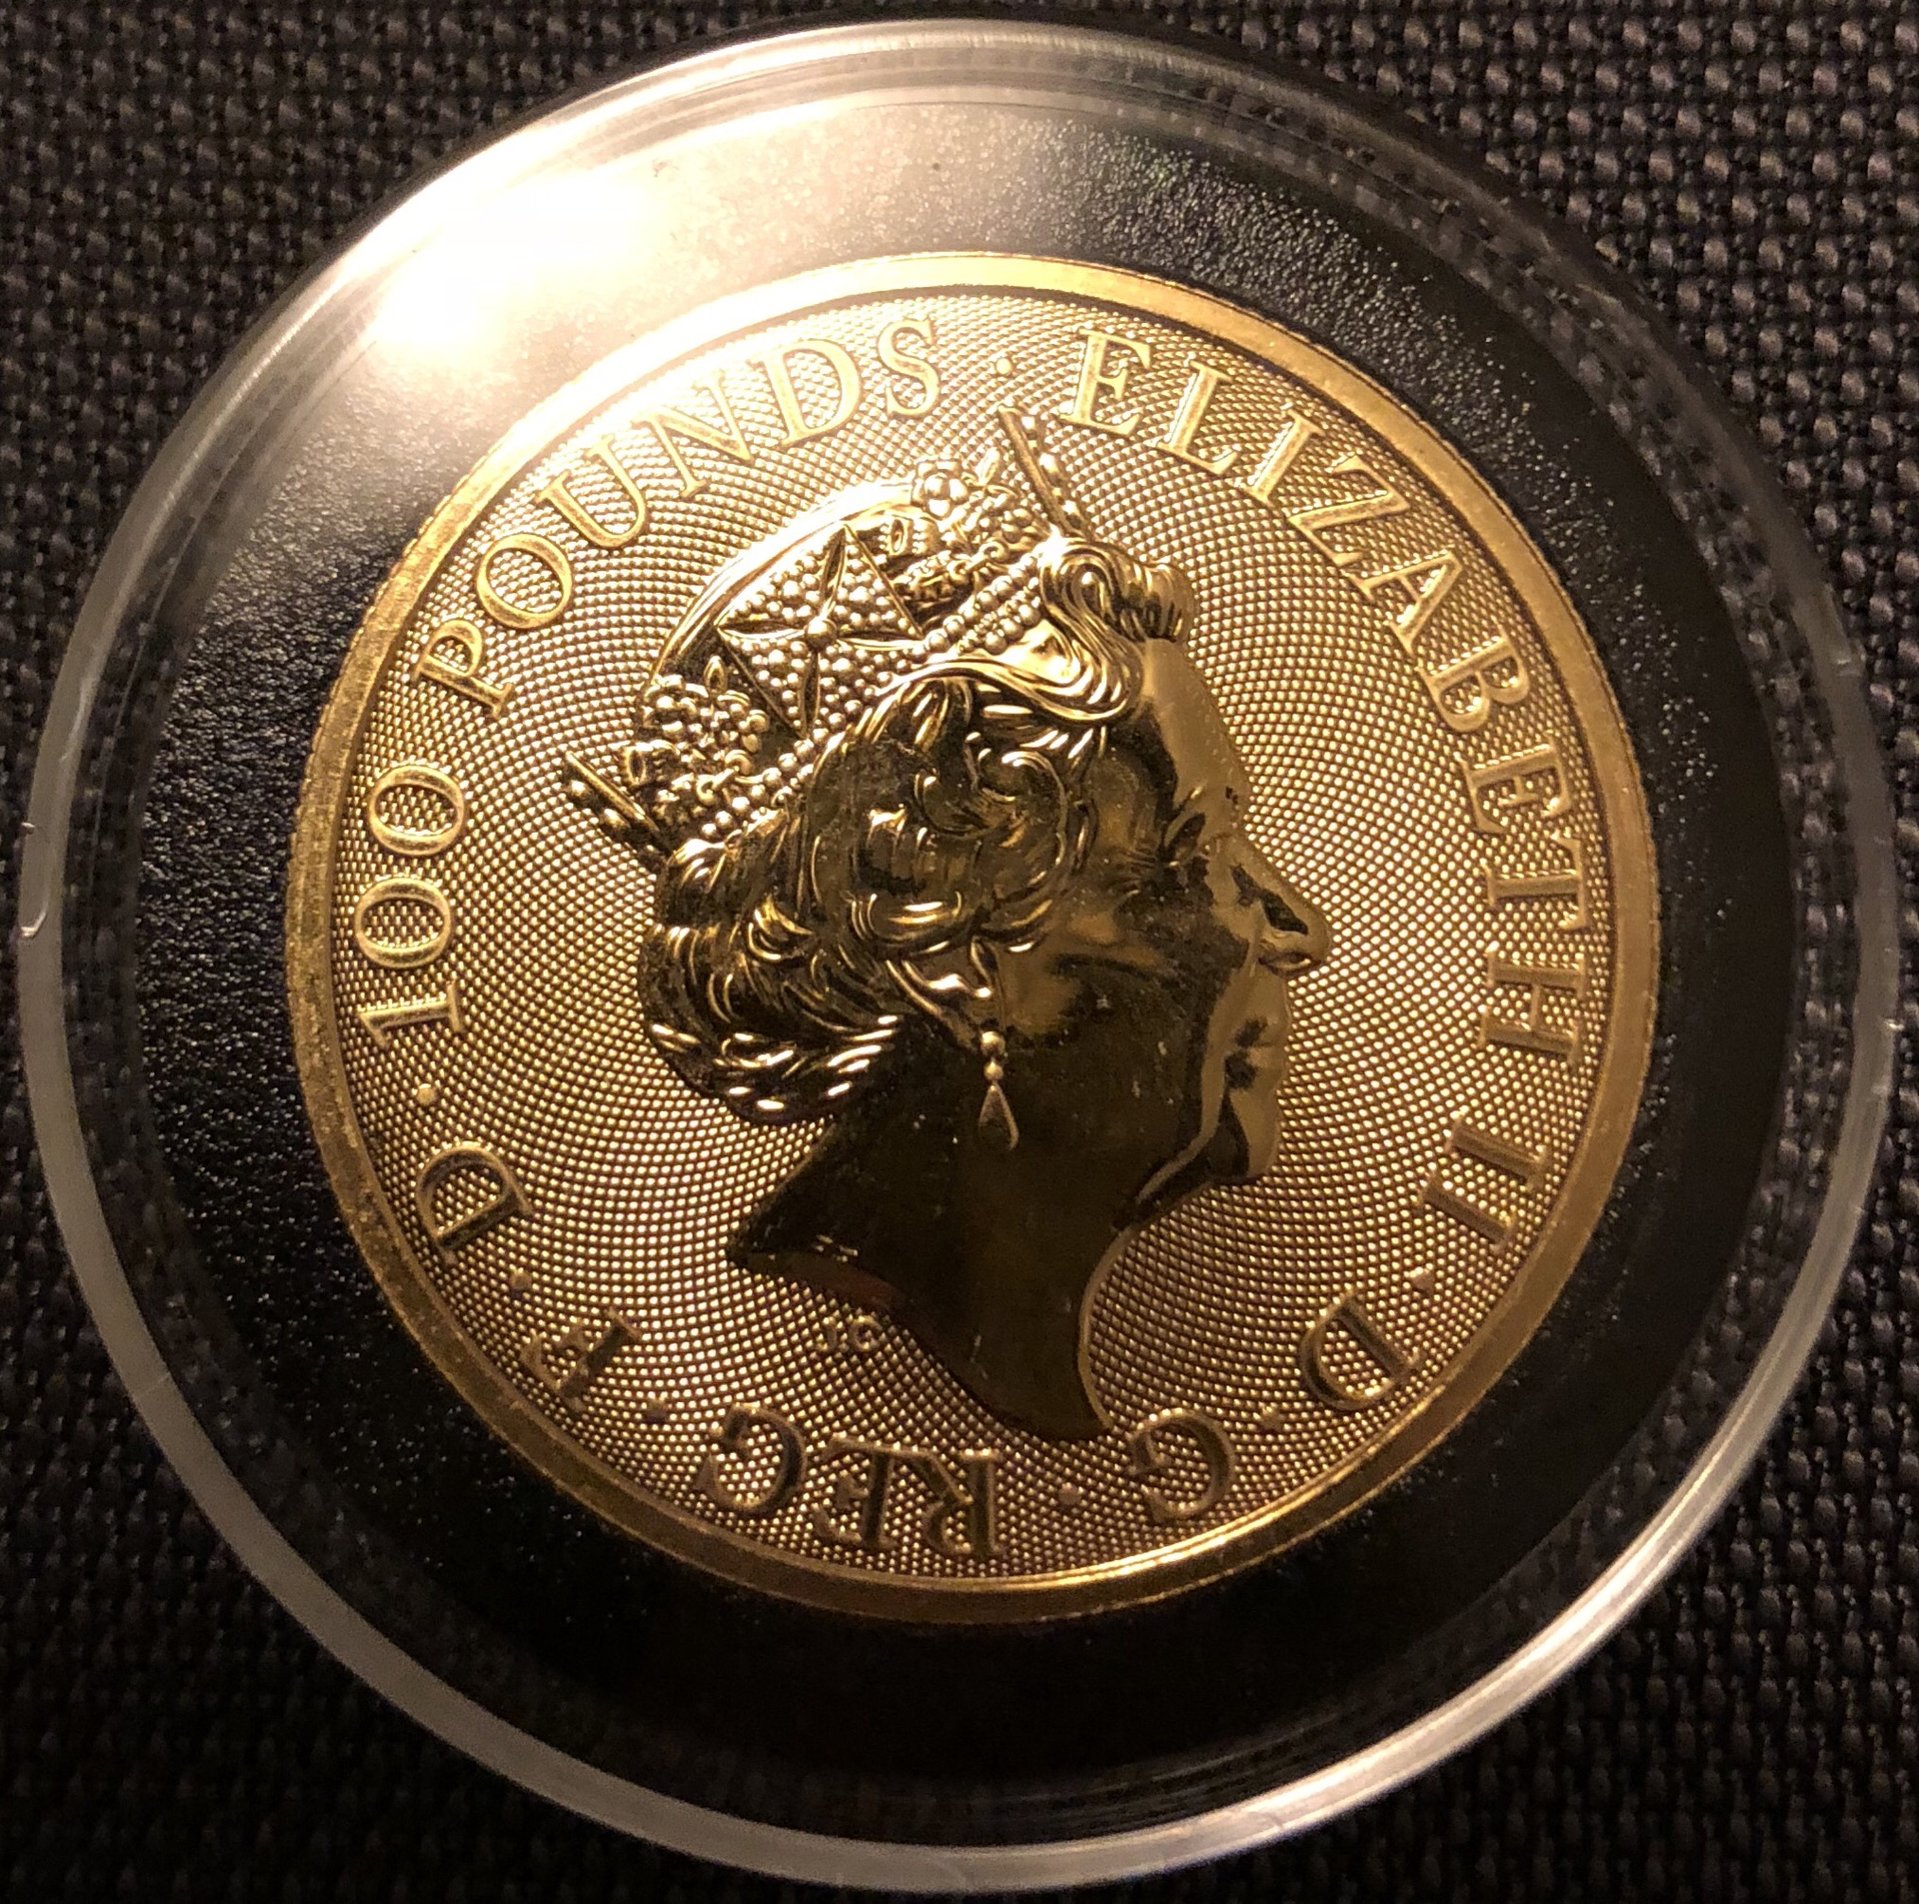 ELIZABETH II · D · G · REG · F · D · 100 POUNDS ·
JC